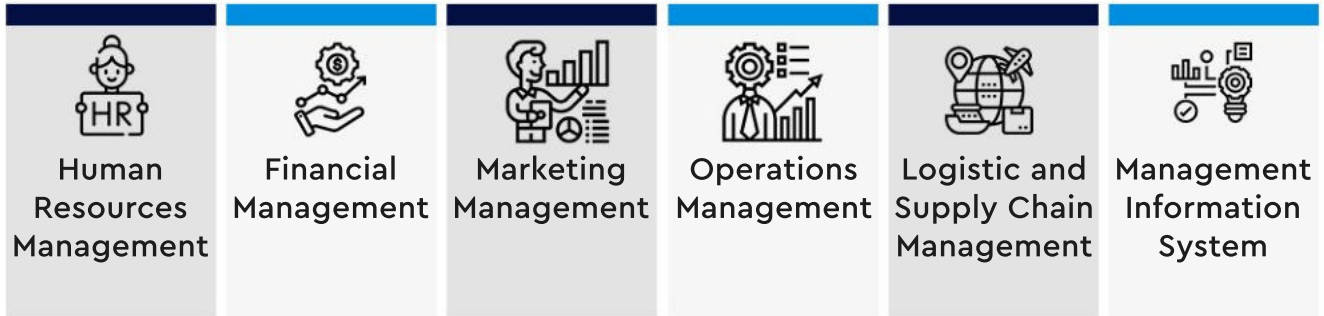 HR
Human
Resources
Management
$
Financial
Management
Marketing
Management
Operations
Management
Logistic and
Supply Chain
Management
Management
Information
System